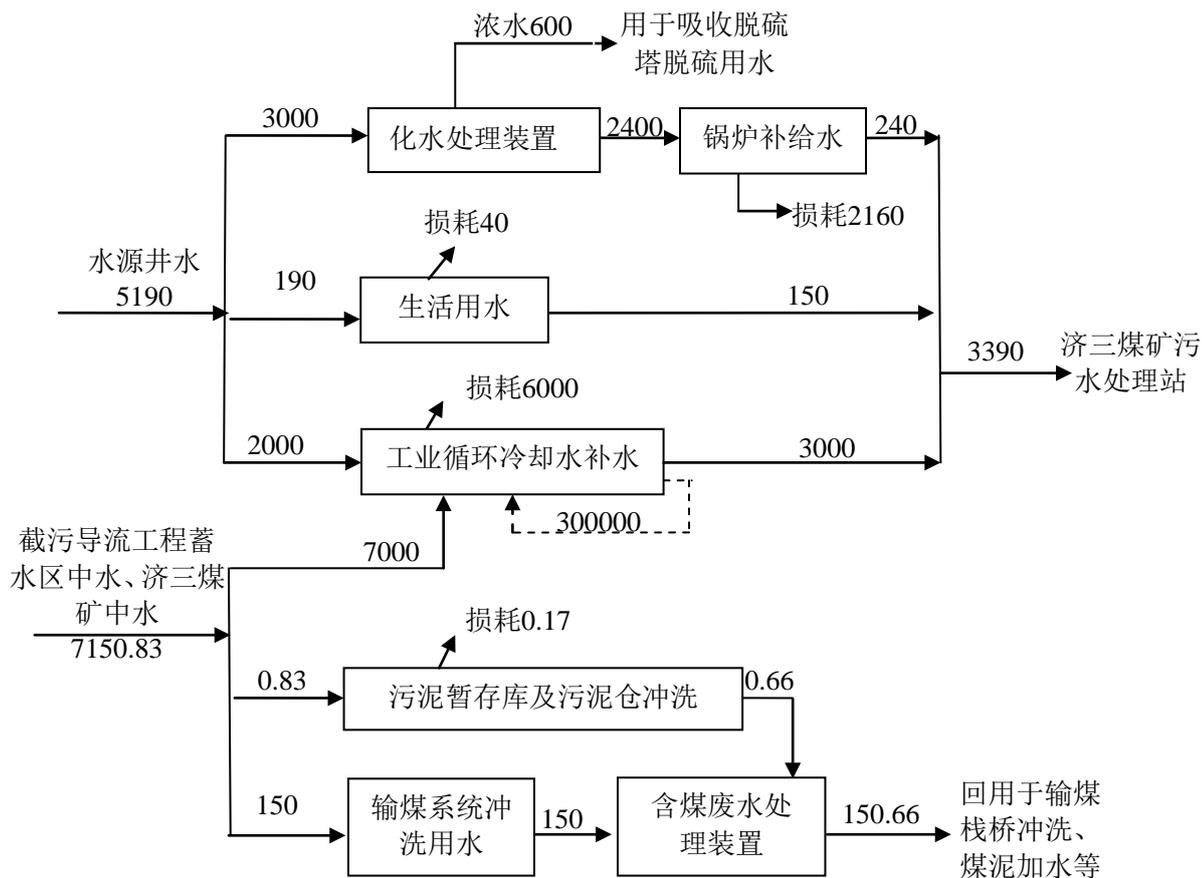 浓水600
用于吸收脱硫
塔脱硫用水
3000
化水处理装置
2400
锅炉补给水
240
损耗2160
损耗40
水源井水
5190
190
生活用水
150
3390
济三煤矿污
水处理站
损耗6000
2000
工业循环冷却水补水
3000
300000
截污导流工程蓄
水区中水、济三煤
矿中水
7150.83
7000
损耗0.17
0.83
污泥暂存库及污泥仓冲洗
0.66
150
输煤系统冲
洗用水
150
含煤废水处
理装置
150.66
回用于输煤
栈桥冲洗、
煤泥加水等